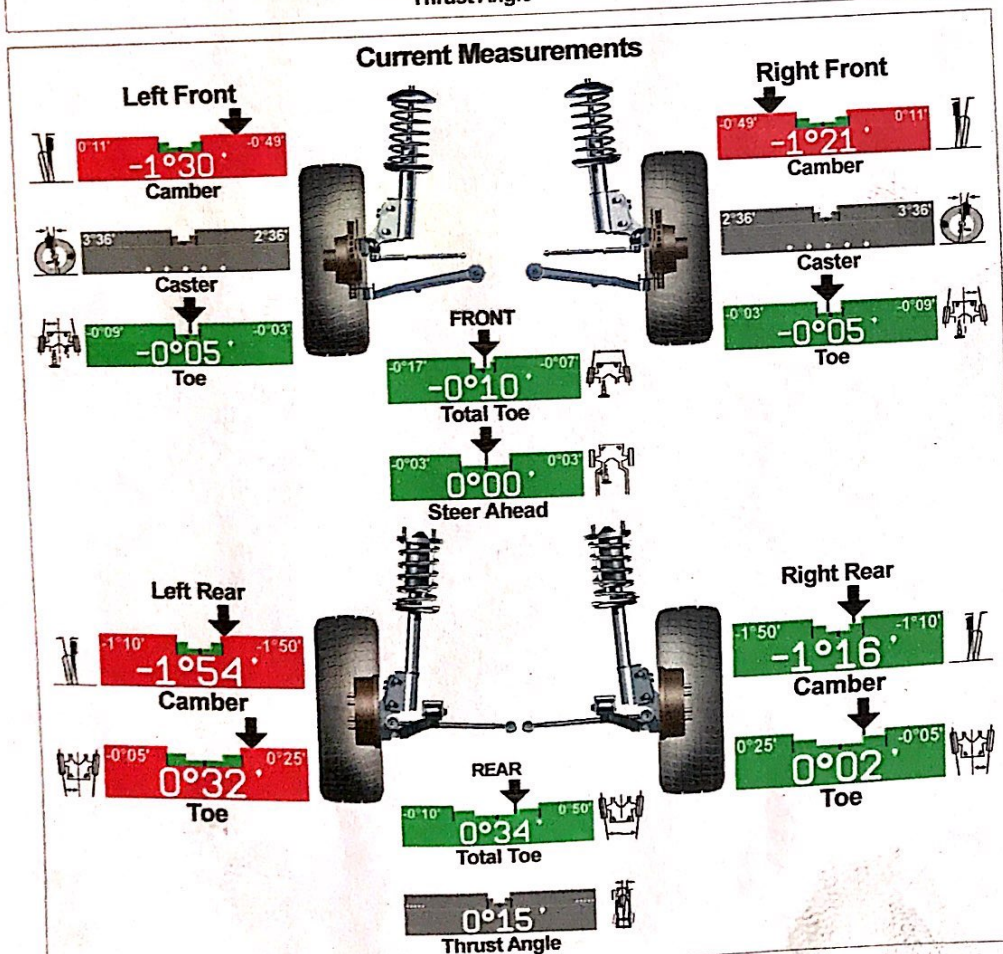 Thrust Angle
Current Measurements
Left Front
0°11' -0°49'
-1°30'
Camber
3°36' 2°36'
Caster
-0°09' -0°03'
-0°05'
Toe
Right Front
-0°49' 0°11'
-1°21'
Camber
2°36' 3°36'
Caster
-0°03' -0°09'
-0°05'
Toe
FRONT
-0°17' -0°07'
-0°10'
Total Toe
-0°03' 0°03'
0°00'
Steer Ahead
Left Rear
-1°10' -1°50'
-1°54'
Camber
-0°05' 0°25'
0°32'
Toe
Right Rear
-1°50' -1°10'
-1°16'
Camber
0°25' -0°05'
0°02'
Toe
REAR
-0°10' 0°50'
0°34'
Total Toe
0°15'
Thrust Angle